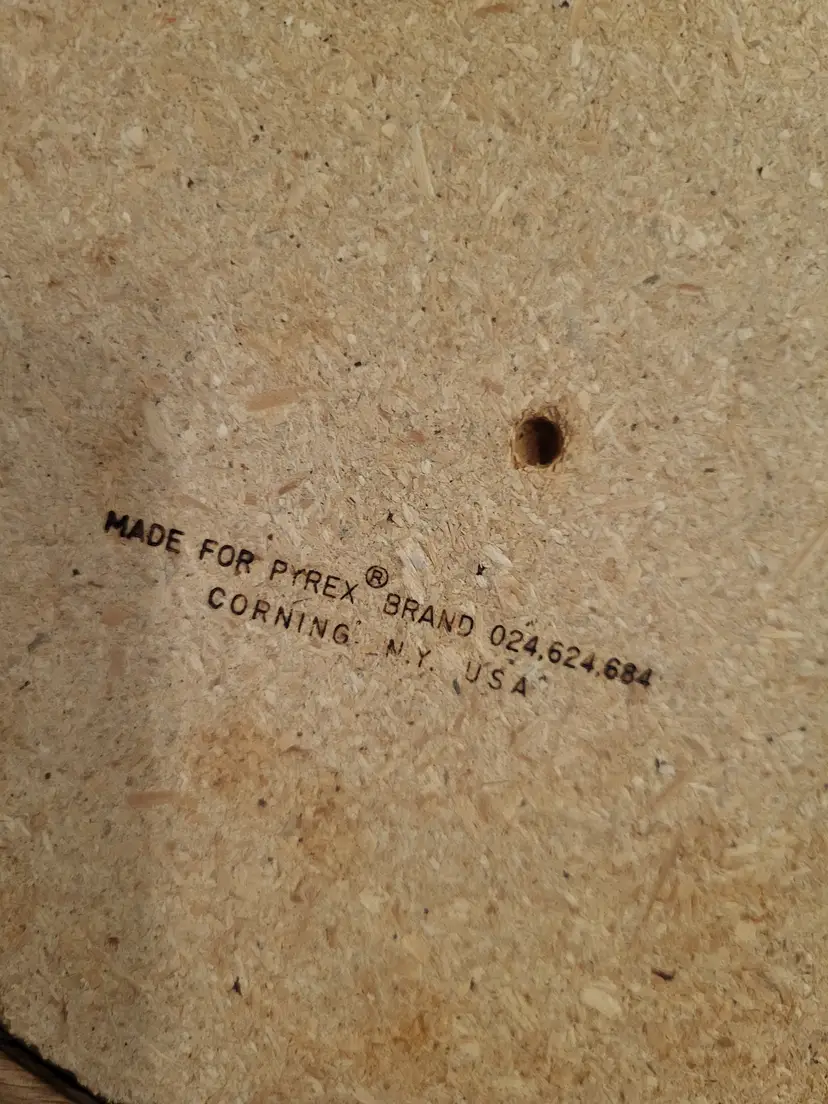 MADE FOR PYREX® BRAND 024,624,684
CORNING, N.Y. USA